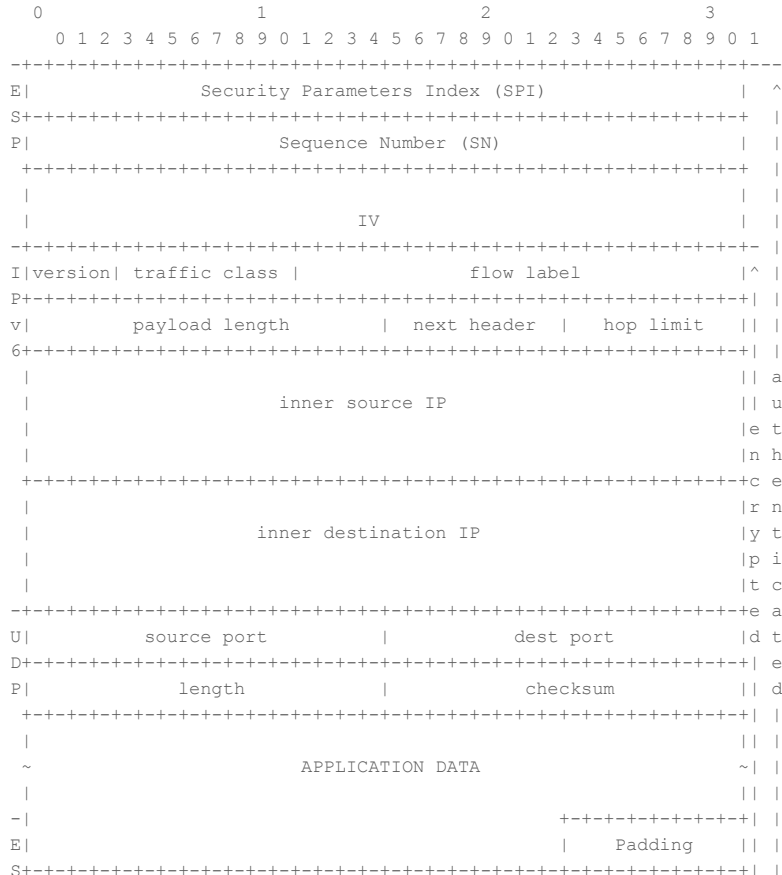 0                   1                   2                   3
   0 1 2 3 4 5 6 7 8 9 0 1 2 3 4 5 6 7 8 9 0 1 2 3 4 5 6 7 8 9 0 1
-+-+-+-+-+-+-+-+-+-+-+-+-+-+-+-+-+-+-+-+-+-+-+-+-+-+-+-+-+-+-+-+---
E|               Security Parameters Index (SPI)                 |  ^
S+-+-+-+-+-+-+-+-+-+-+-+-+-+-+-+-+-+-+-+-+-+-+-+-+-+-+-+-+-+-+-+-+  |
P|                        Sequence Number (SN)                   |  |
 +-+-+-+-+-+-+-+-+-+-+-+-+-+-+-+-+-+-+-+-+-+-+-+-+-+-+-+-+-+-+-+-+  |
 |                                                               |  |
 |                             IV                                |  |
-+-+-+-+-+-+-+-+-+-+-+-+-+-+-+-+-+-+-+-+-+-+-+-+-+-+-+-+-+-+-+-+-+- |
I|version| traffic class |               flow label              |^ |
P+-+-+-+-+-+-+-+-+-+-+-+-+-+-+-+-+-+-+-+-+-+-+-+-+-+-+-+-+-+-+-+-+| |
v|         payload length        |  next header  |   hop limit   || |
6+-+-+-+-+-+-+-+-+-+-+-+-+-+-+-+-+-+-+-+-+-+-+-+-+-+-+-+-+-+-+-+-+| |
 |                                                               || a
 |                      inner source IP                          || u
 |                                                               |e t
 |                                                               |n h
 +-+-+-+-+-+-+-+-+-+-+-+-+-+-+-+-+-+-+-+-+-+-+-+-+-+-+-+-+-+-+-+-+c e
 |                                                               |r n
 |                    inner destination IP                       |y t
 |                                                               |p i
 |                                                               |t c
-+-+-+-+-+-+-+-+-+-+-+-+-+-+-+-+-+-+-+-+-+-+-+-+-+-+-+-+-+-+-+-+-+e a
U|          source port          |           dest port           |d t
D+-+-+-+-+-+-+-+-+-+-+-+-+-+-+-+-+-+-+-+-+-+-+-+-+-+-+-+-+-+-+-+-+| e
P|             length            |            checksum           || d
 +-+-+-+-+-+-+-+-+-+-+-+-+-+-+-+-+-+-+-+-+-+-+-+-+-+-+-+-+-+-+-+-+| |
 |                                                               || |
 ~                        APPLICATION DATA                       ~| |
 |                                                               || |
-|                                               +-+-+-+-+-+-+-+-+| |
E|                                               |    Padding    || |
S+-+-+-+-+-+-+-+-+-+-+-+-+-+-+-+-+-+-+-+-+-+-+-+-+-+-+-+-+-+-+-+-+| |